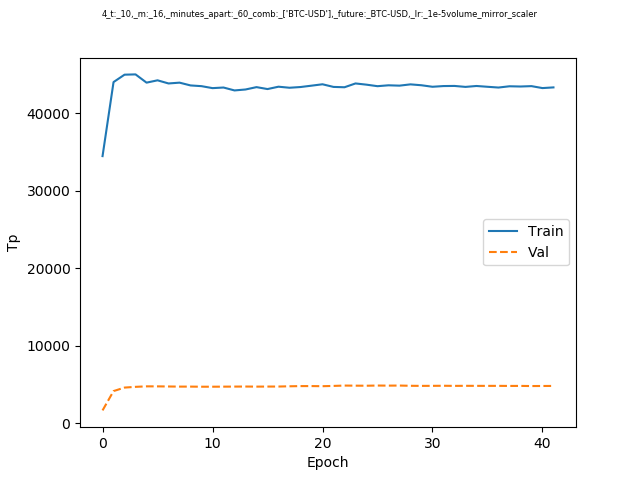 4_t:_10,_m:_16,_minutes_apart:_60_comb:_['BTC-USD'],_future:_BTC-USD,_lr:_1e-5volume_mirror_scaler
40000
30000
20000
10000
0
Tp
Train
Val
0 10 20 30 40
Epoch